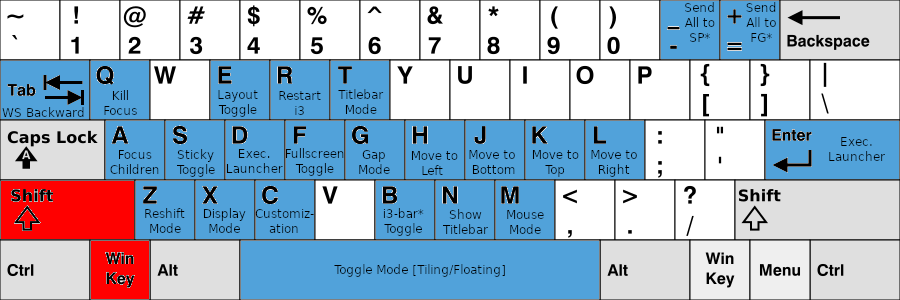 ~ ! @ # $ % ^ & * ( ) _ Send All to SP* + Send All to FG*
` 1 2 3 4 5 6 7 8 9 0 - = Backspace
Tab Q W E R T Y U I O P { } |
WS Backward Kill Focus Layout Toggle Restart i3 Titlebar Mode [ ] \
Caps Lock A S D F G H J K L : " Enter Exec. Launcher
A Focus Children Sticky Toggle Exec. Launcher Fullscreen Toggle Gap Mode Move to Left Move to Bottom Move to Top Move to Right ; '
Shift Z X C V B N M < > ? Shift
Reshift Mode Display Mode Customiz- ation i3-bar* Toggle Show Titlebar Mouse Mode , . /
Ctrl Win Key Alt Toggle Mode [Tiling/Floating] Alt Win Key Menu Ctrl